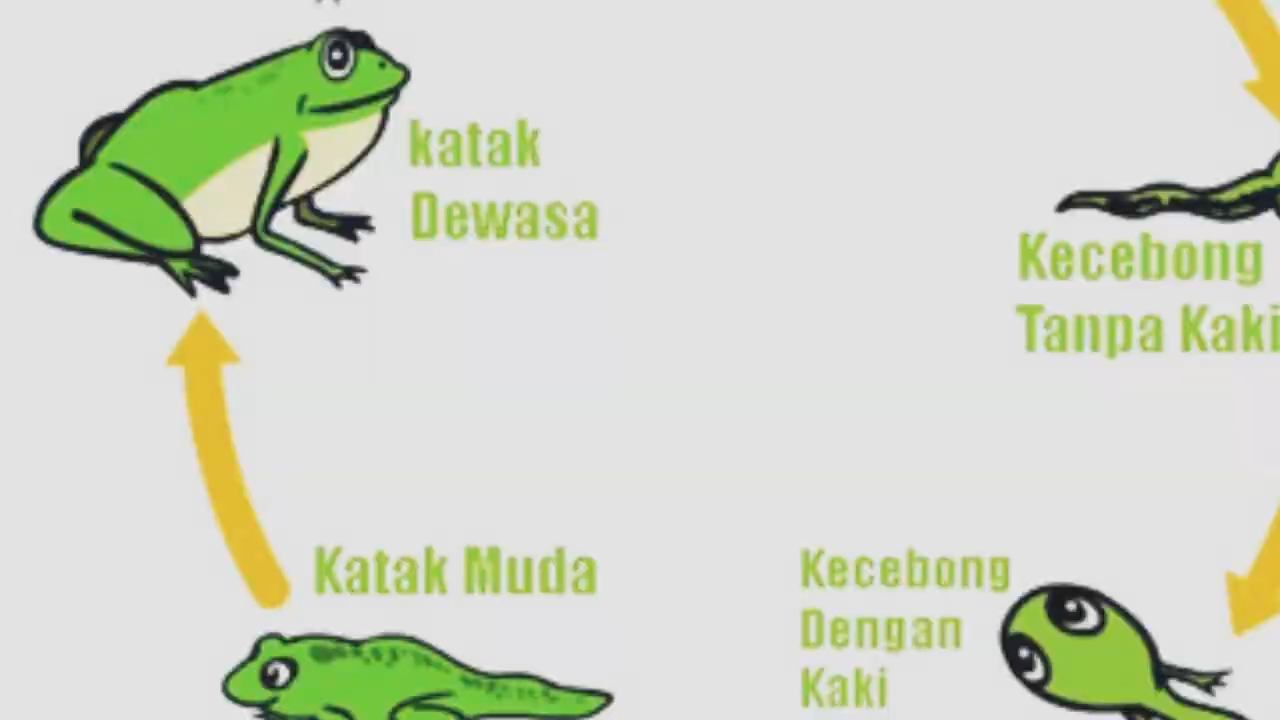 katak
Dewasa
Kecebong
Tanpa Kaki
Katak Muda
Kecebong
Dengan
Kaki